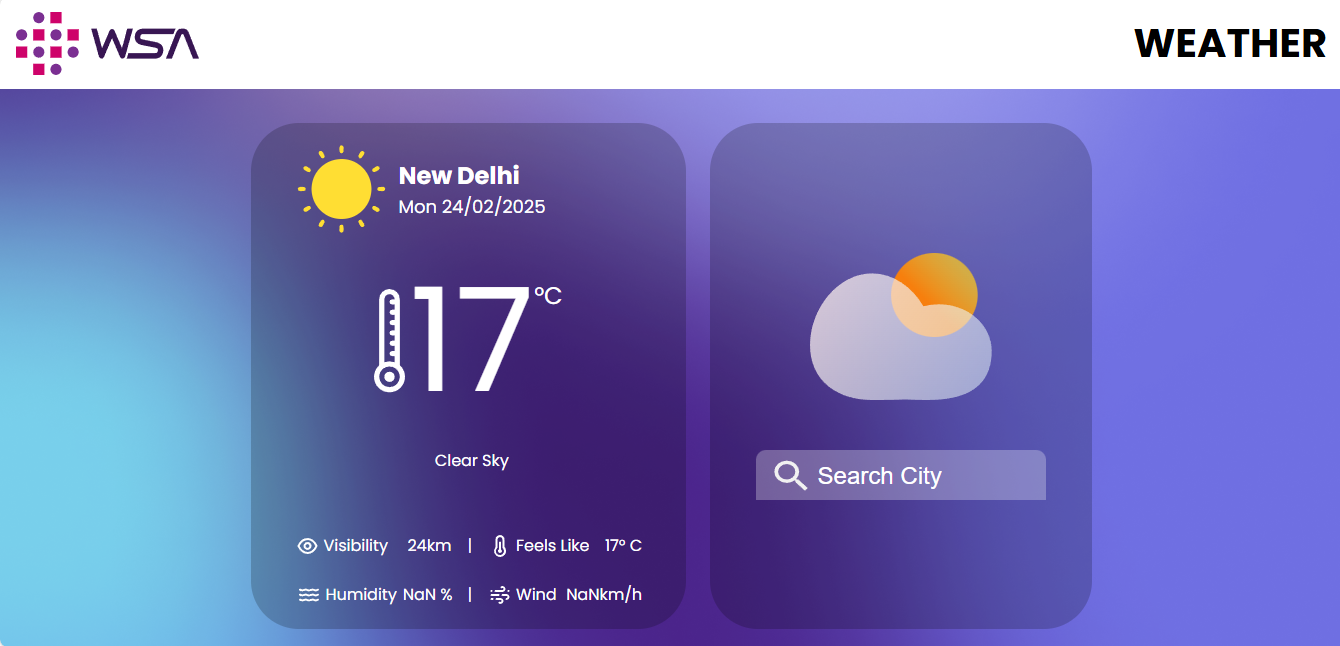 WSA
WEATHER
New Delhi
Mon 24/02/2025
17°C
Clear Sky
Visibility 24km | Feels Like 17° C
Humidity NaN % | Wind NaNkm/h
Search City